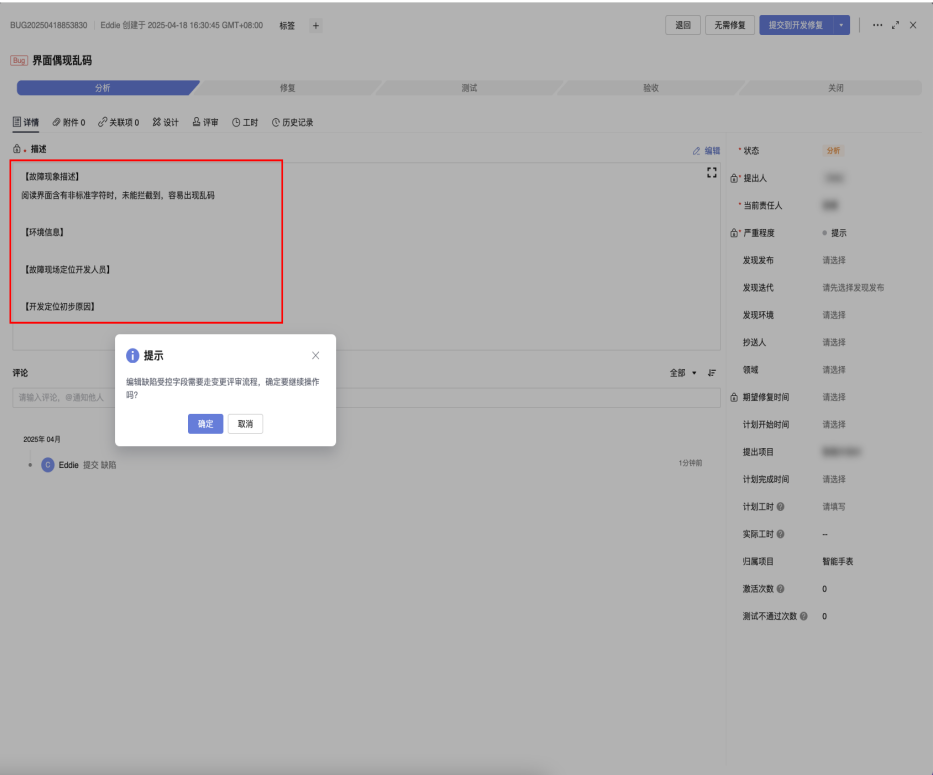 BUG20250418853830 Eddie 创建于 2025-04-18 16:30:45 GMT+08:00 标签 +
退回 无需修复 提交到开发修复
Bug 界面偶现乱码
分析 修复 测试 验收 关闭
详情 附件 0 关联项 0 设计 评审 工时 历史记录
* 描述 编辑
【故障现象描述】
阅读界面含有非标准字符时，未能拦截到，容易出现乱码
【环境信息】
【故障现场定位开发人员】
【开发定位初步原因】
提示
编辑缺陷受控字段需要走变更评审流程，确定要继续操作
吗?
确定 取消
评论 全部
请输入评论，@通知他人
2025年 04月
C Eddie 提交 缺陷 1分钟前
* 状态 分析
* 提出人
* 当前责任人
* 严重程度 提示
发现发布 请选择
发现迭代 请先选择发现发布
发现环境 请选择
抄送人 请选择
领域 请选择
期望修复时间 请选择
计划开始时间 请选择
提出项目
计划完成时间 请选择
计划工时 请填写
实际工时 --
归属项目 智能手表
激活次数 0
测试不通过次数 0